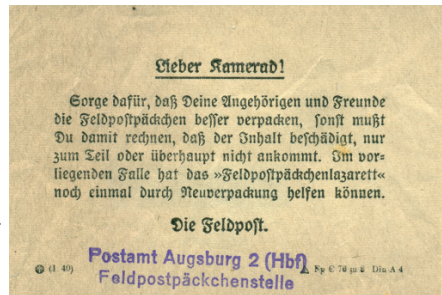 Lieber Kamerad!
Sorge dafür, daß Deine Angehörigen und Freunde
die Feldpostpäckchen besser verpacken, sonst mußt
Du damit rechnen, daß der Inhalt beschädigt, nur
zum Teil oder überhaupt nicht ankommt. Im vor-
liegenden Falle hat das »Feldpostpäckchenlazarett«
noch einmal durch Neuverpackung helfen können.
Die Feldpost.
Postamt Augsburg 2 (Hbf)
Feldpostpäckchenstelle
(1. 40)
Din A 4